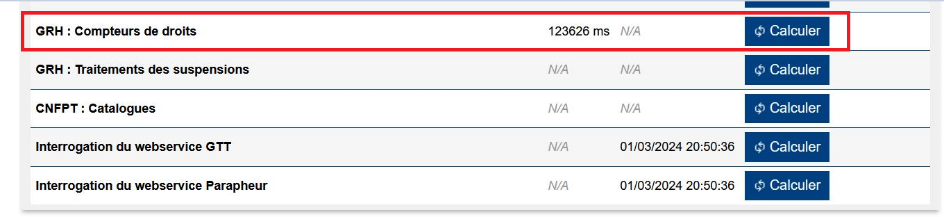 GRH : Compteurs de droits 123626 ms N/A Calculer
GRH : Traitements des suspensions N/A N/A Calculer
CNFPT : Catalogues N/A N/A Calculer
Interrogation du webservice GTT N/A 01/03/2024 20:50:36 Calculer
Interrogation du webservice Parapheur N/A 01/03/2024 20:50:36 Calculer